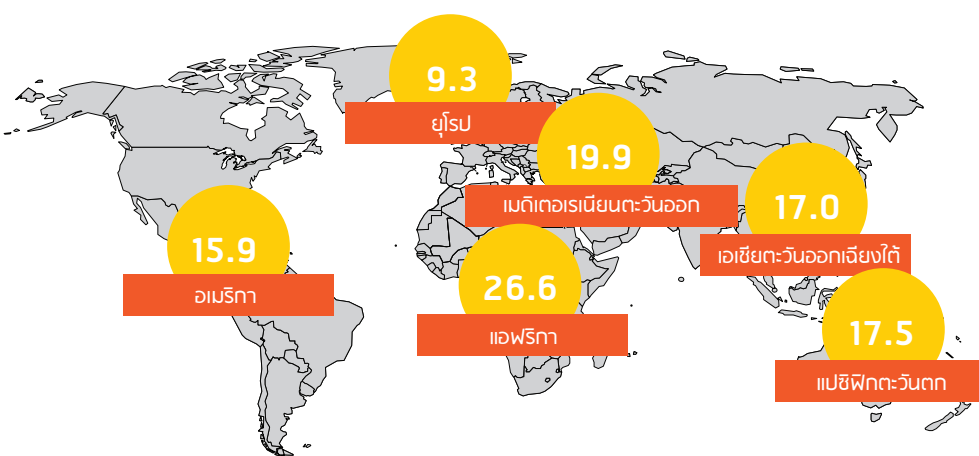 9.3
ยุโรป
19.9
เมดิเตอเรเนียนตะวันออก
17.0
เอเชียตะวันออกเฉียงใต้
15.9
อเมริกา
26.6
แอฟริกา
17.5
แปซิฟิกตะวันตก